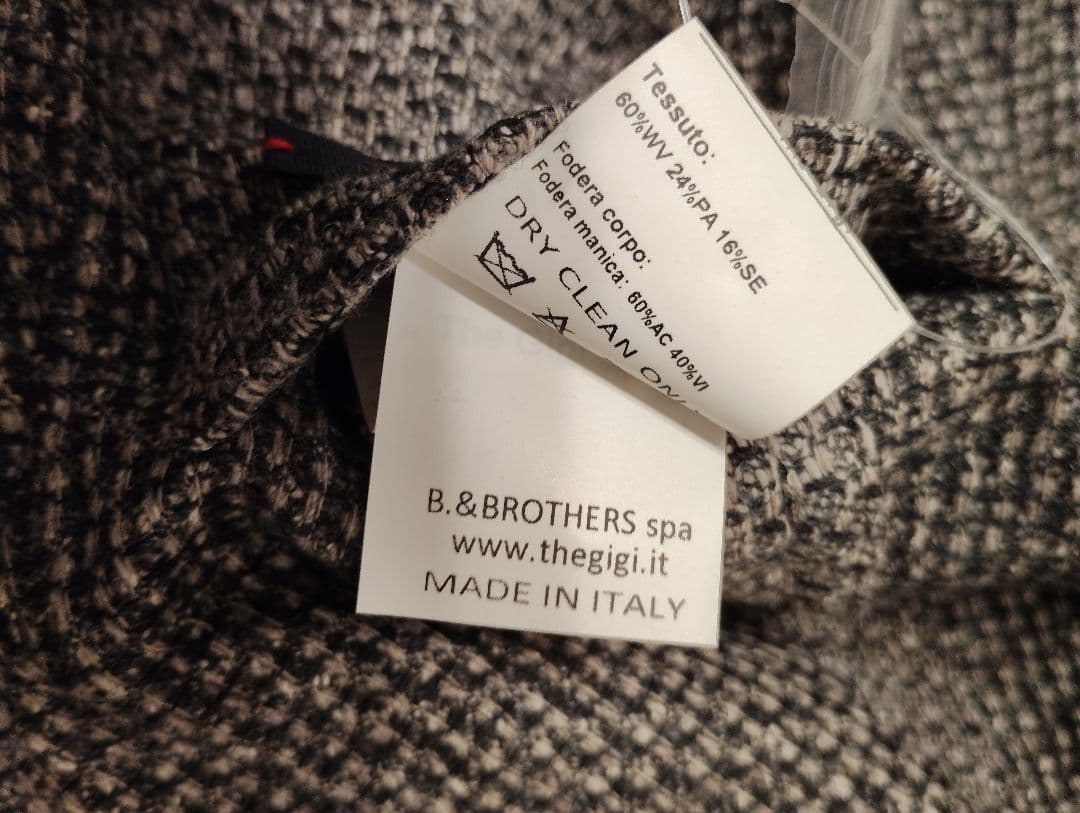 Tessuto:
60%WV 24%PA 16%SE
Fodera corpo:
Fodera manica: 60%AC 40%VI
DRY CLEAN
B.&BROTHERS spa
www.thegigi.it
MADE IN ITALY